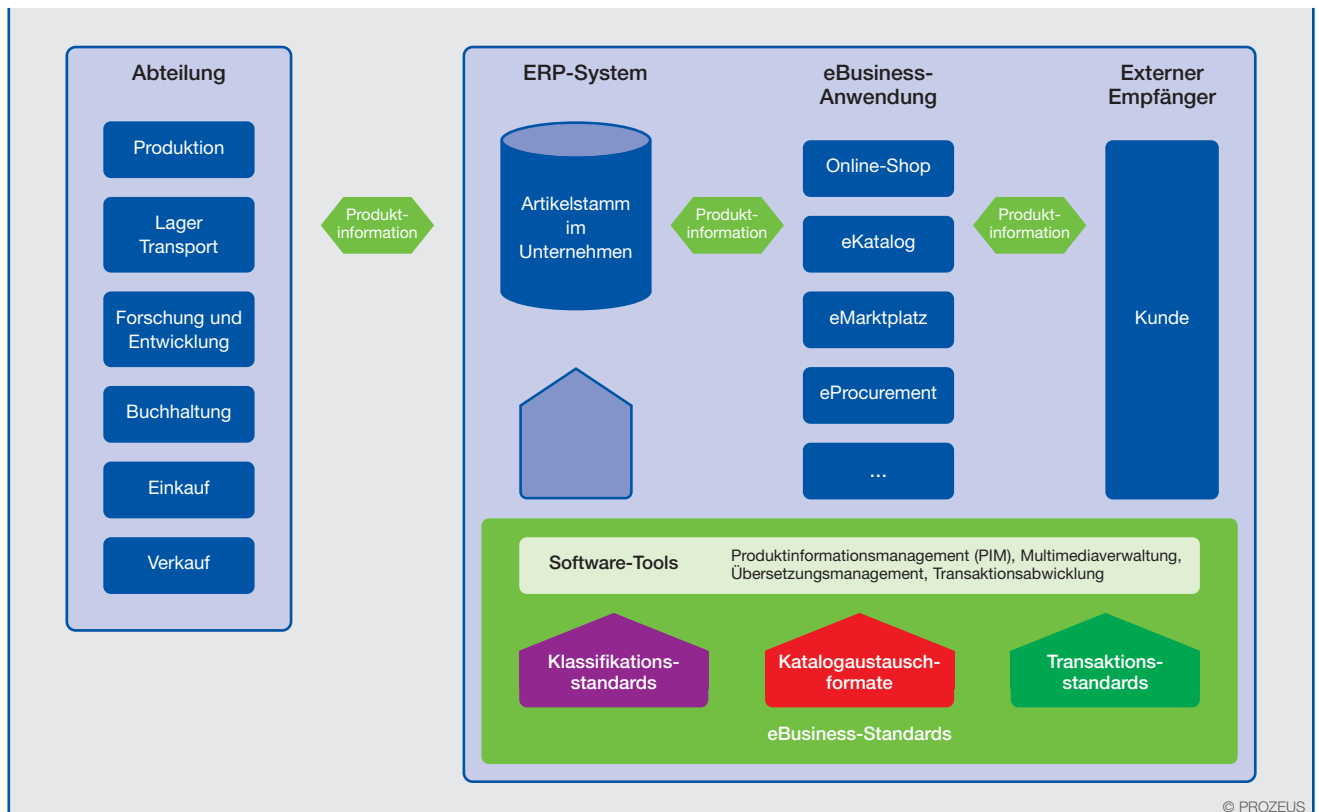 Abteilung
Produktion
Lager
Transport
Forschung und
Entwicklung
Buchhaltung
Einkauf
Verkauf
Produkt-
information
ERP-System
Artikelstamm
im
Unternehmen
Produkt-
information
eBusiness-
Anwendung
Online-Shop
eKatalog
eMarktplatz
eProcurement
...
Produkt-
information
Externer
Empfänger
Kunde
Software-Tools
Produktinformationsmanagement (PIM), Multimediaverwaltung,
Übersetzungsmanagement, Transaktionsabwicklung
Klassifikations-
standards
Katalogaustausch-
formate
Transaktions-
standards
eBusiness-Standards
© PROZEUS